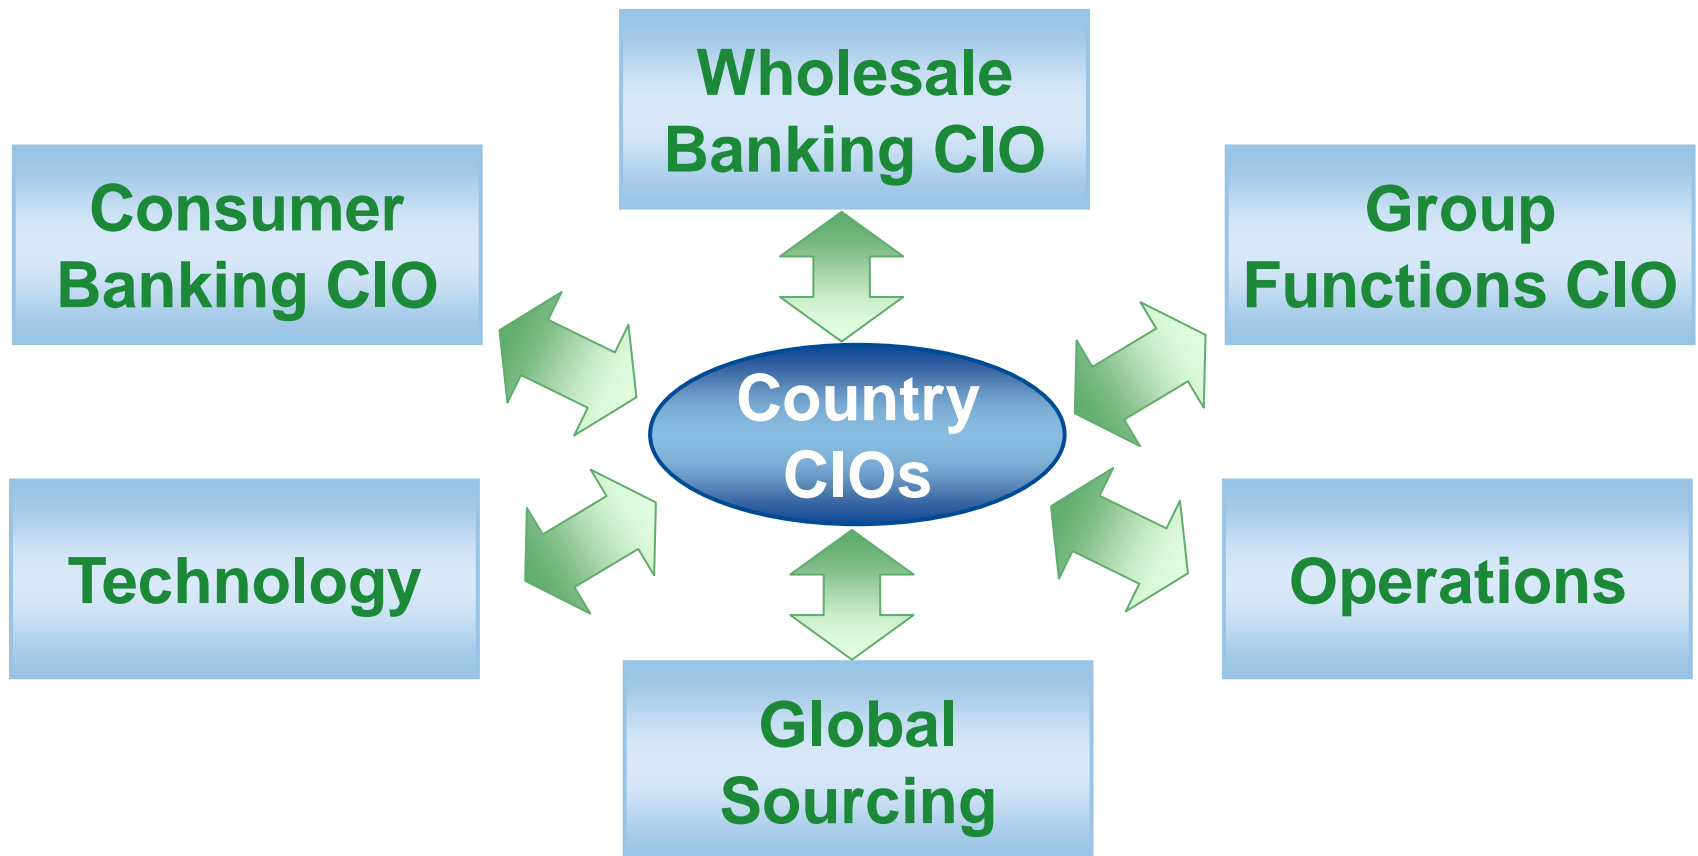 Wholesale
Banking CIO
Consumer
Banking CIO
Group
Functions CIO
Country
CIOs
Technology
Operations
Global
Sourcing